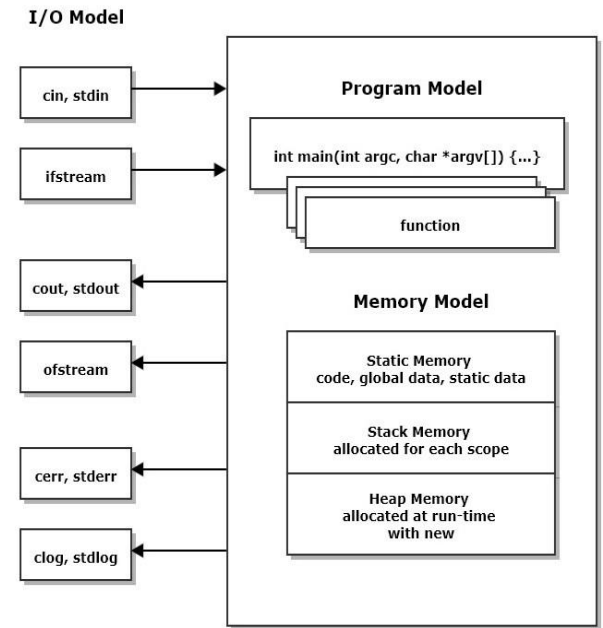 I/O Model
cin, stdin
ifstream
cout, stdout
ofstream
cerr, stderr
clog, stdlog
Program Model
int main(int argc, char *argv[]) {...}
function
Memory Model
Static Memory
code, global data, static data
Stack Memory
allocated for each scope
Heap Memory
allocated at run-time
with new